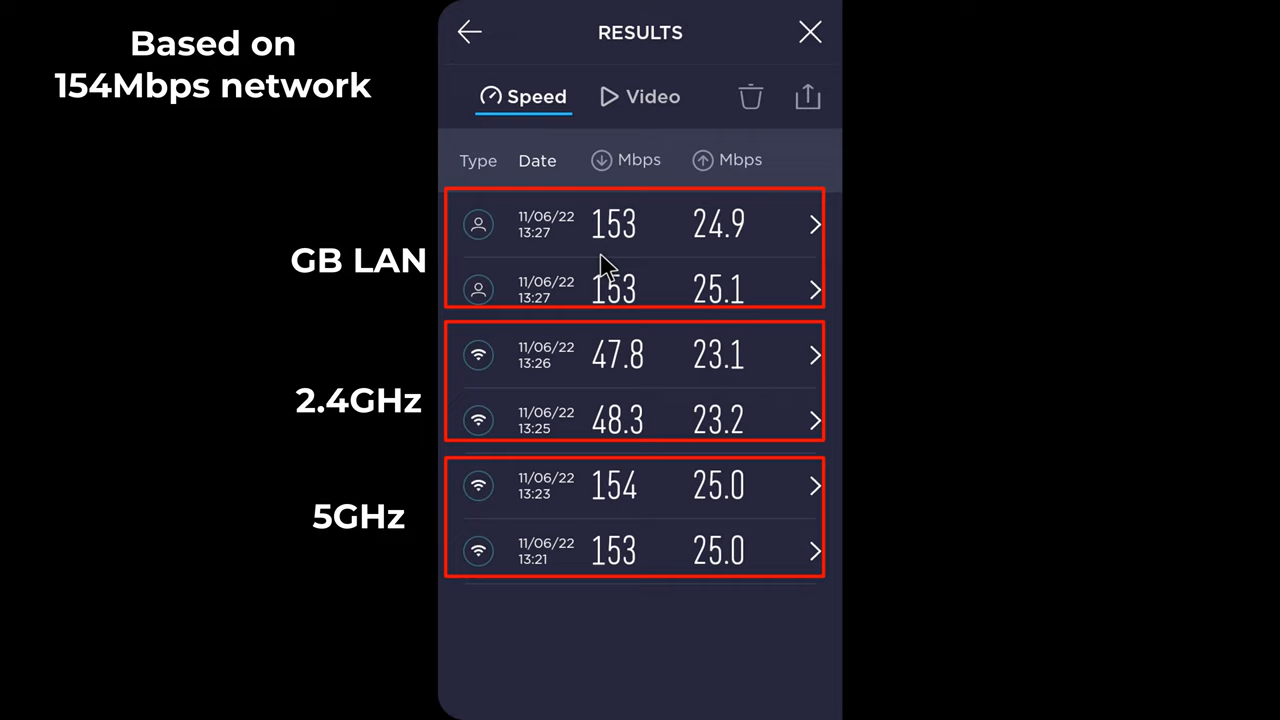 Based on
154Mbps network
RESULTS
Speed Video
Type Date Mbps Mbps
GB LAN
11/06/22
13:27
153 24.9
11/06/22
13:27
153 25.1
2.4GHz
11/06/22
13:26
47.8 23.1
11/06/22
13:25
48.3 23.2
5GHz
11/06/22
13:23
154 25.0
11/06/22
13:21
153 25.0